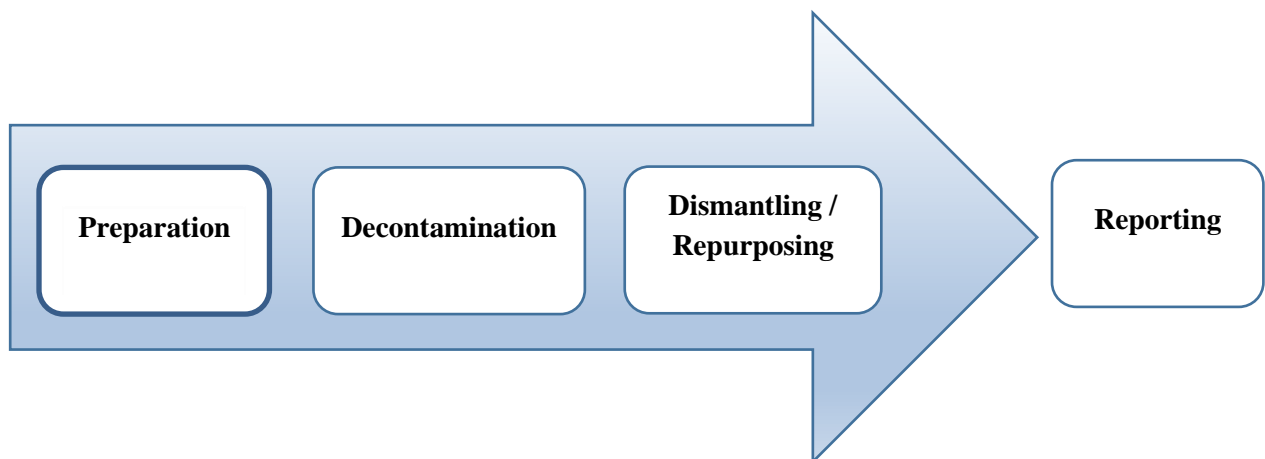 Preparation
Decontamination
Dismantling /
Repurposing
Reporting